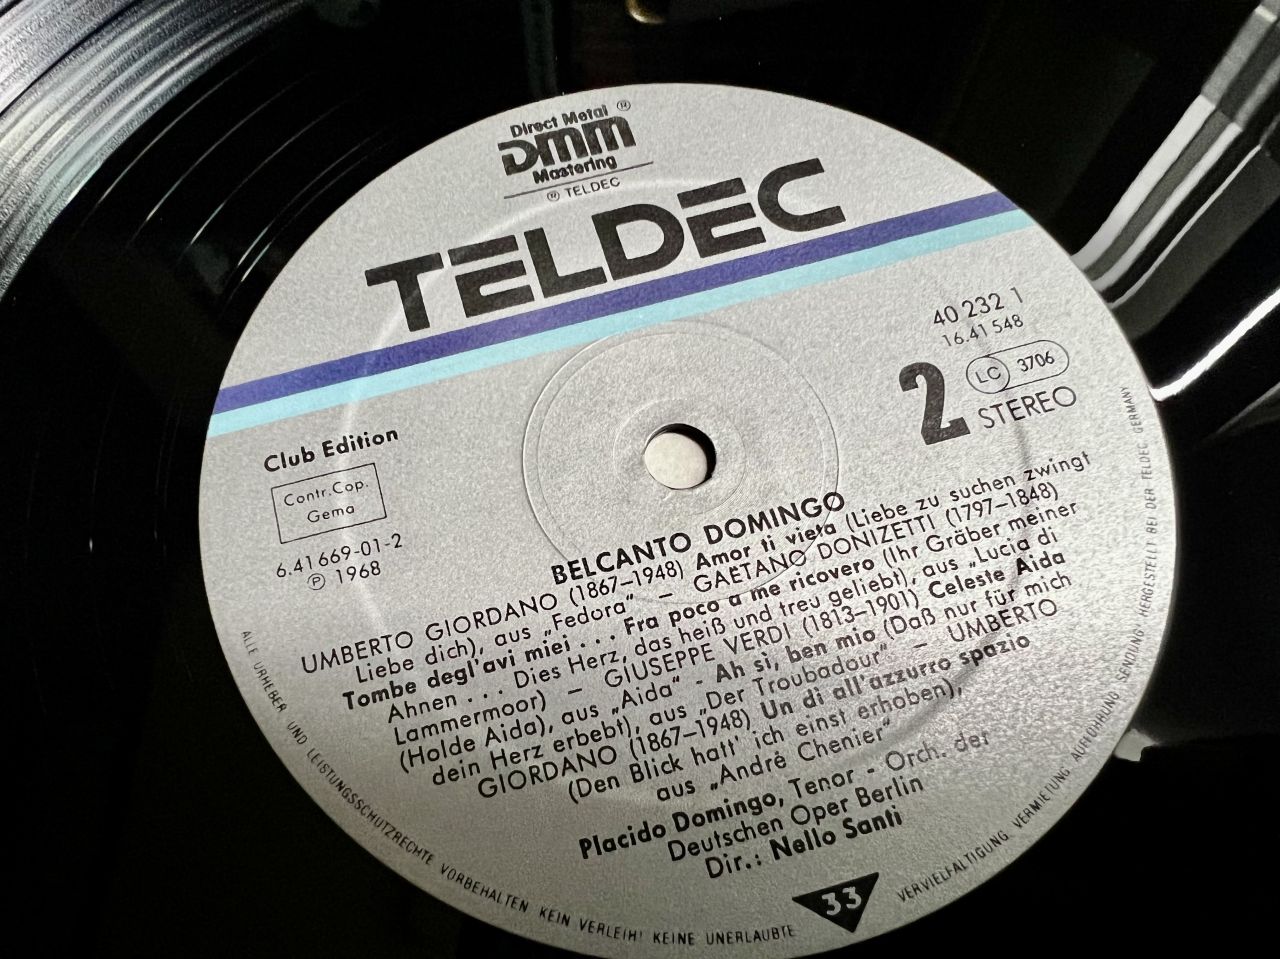 Direct Metal ®
DMM
Mastering
® TELDEC
TELDEC
40 232 1
16.41 548
2
LC 3706
STEREO
Club Edition
Contr. Cop.
Gema
6.41 669-01-2
℗ 1968
BELCANTO DOMINGO
UMBERTO GIORDANO (1867–1948) Amor ti vieta (Liebe zu suchen zwingt
Liebe dich), aus „Fedora“ – GAETANO DONIZETTI (1797–1848)
Tombe degl'avi miei . . . Fra poco a me ricovero (Ihr Gräber meiner
Ahnen . . . Dies Herz, das heiß und treu geliebt), aus „Lucia di
Lammermoor) – GIUSEPPE VERDI (1813–1901) Celeste Aida
(Holde Aida), aus „Aida“ - Ah sì, ben mio (Daß nur für mich
dein Herz erbebt), aus „Der Troubadour“ – UMBERTO
GIORDANO (1867–1948) Un dì all'azzurro spazio
(Den Blick hatt' ich einst erhoben),
aus „Andrè Chenier“
Placido Domingo, Tenor - Orch. der
Deutschen Oper Berlin
Dir.: Nello Santi
33
ALLE URHEBER UND LEISTUNGSSCHUTZRECHTE VORBEHALTEN KEIN VERLEIH! KEINE UNERLAUBTE VERVIELFÄLTIGUNG, VERMIETUNG, AUFFÜHRUNG, SENDUNG. HERGESTELLT BEI DER TELDEC GERMANY